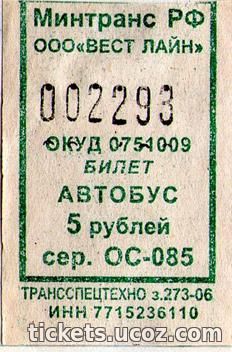 Минтранс РФ
ООО«ВЕСТ ЛАЙН»
002293
ОКУД 0754009
БИЛЕТ
АВТОБУС
5 рублей
сер. ОС-085
ТРАНССПЕЦТЕХНО з.273-06
ИНН 7715236110
tickets.ucoz.com